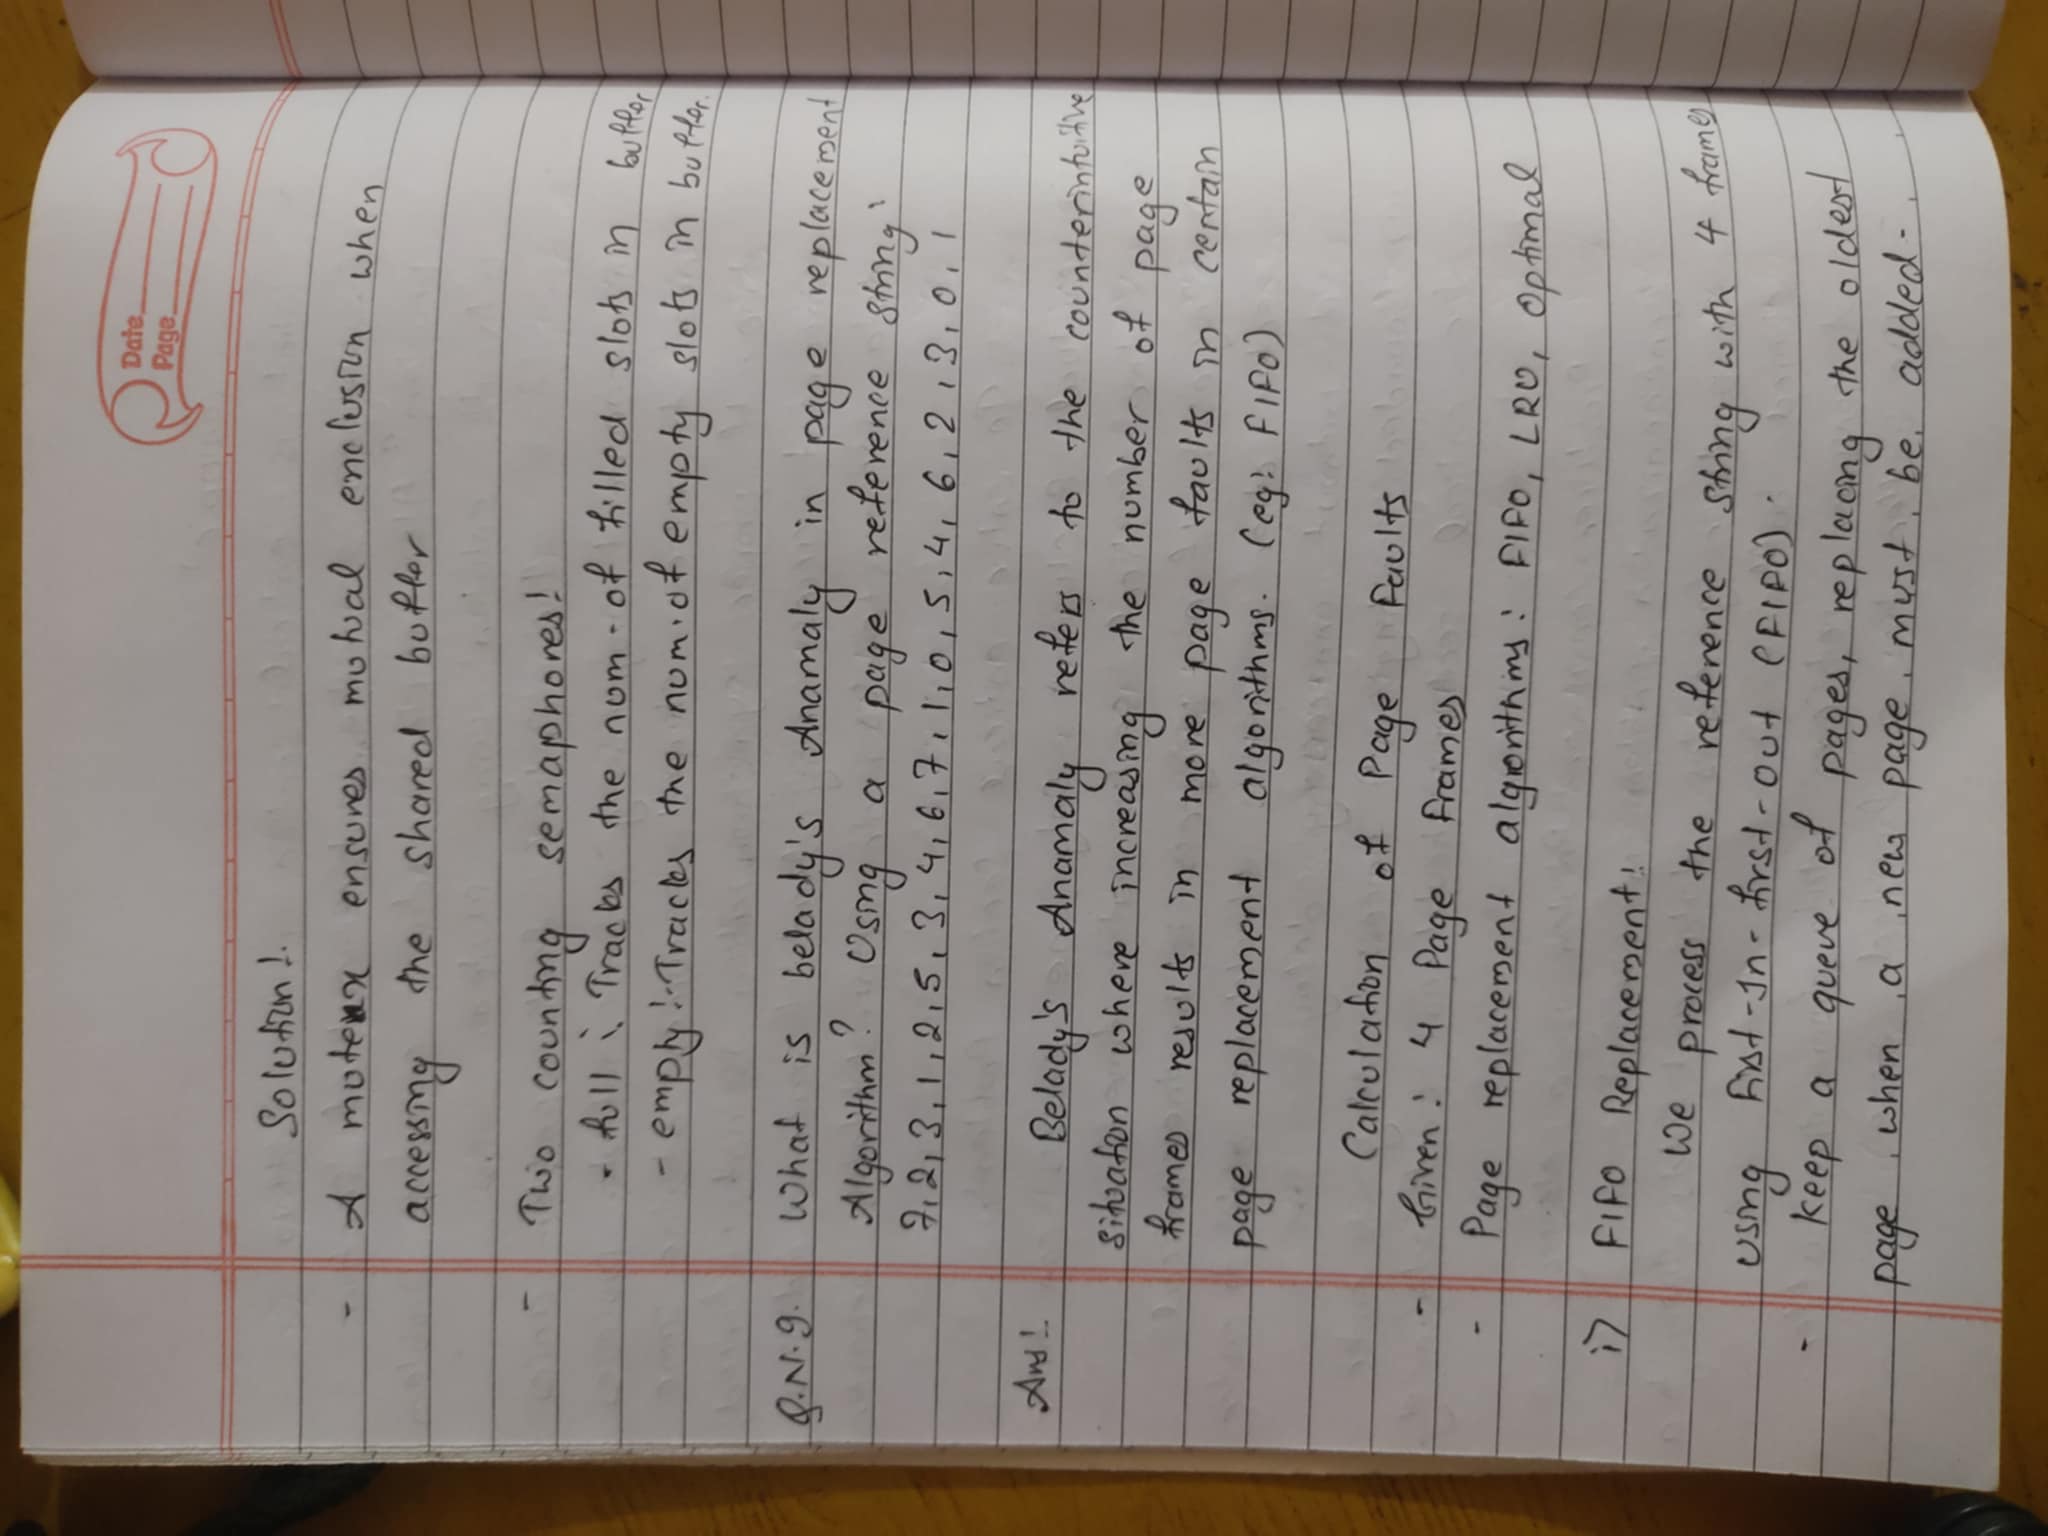 Date
Page
Solution:
- A mutex ensures mutual exclusion when
accessing the shared buffer
- Two counting semaphores:
- full : Tracks the num. of filled slots in buffer
- empty :- Tracks the num. of empty slots in buffer.
Q.N.9. What is belady's Anamaly in page replacement
Algorithm? Using a page reference string:
7,2,3,1,2,5,3,4,6,7,1,0,5,4,6,2,3,0,1
Ans: Belady's Anamaly refers to the counterintuitive
situation where increasing the number of page
frames results in more page faults in certain
page replacement algorithms. (eg: FIFO)
Calculation of Page Faults
- Given: 4 Page Frames
- Page replacement algorithms: FIFO, LRU, Optimal
i) FIFO Replacement:
We process the reference string with 4 frames
using First-In-first-out (FIFO).
- Keep a queue of pages, replacing the oldest
page when a new page must be added.